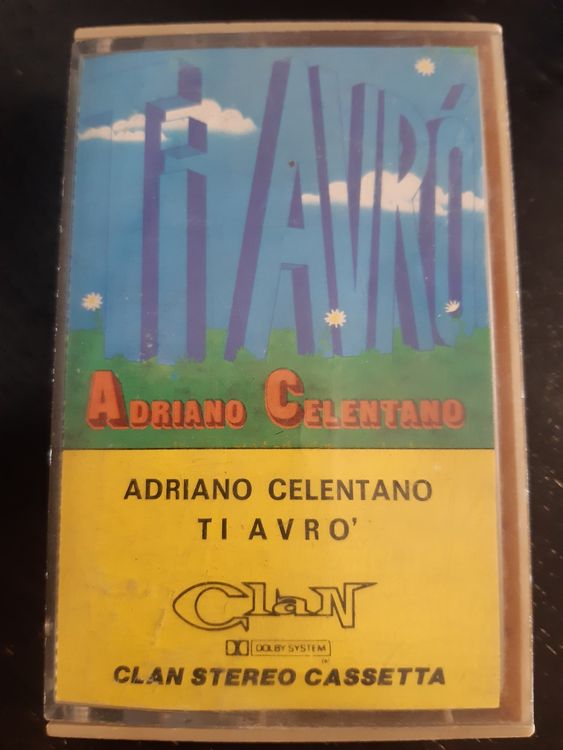 TI AVRÓ
ADRIANO CELENTANO
ADRIANO CELENTANO
TI AVRO'
Clan
DOLBY SYSTEM
CLAN STEREO CASSETTA